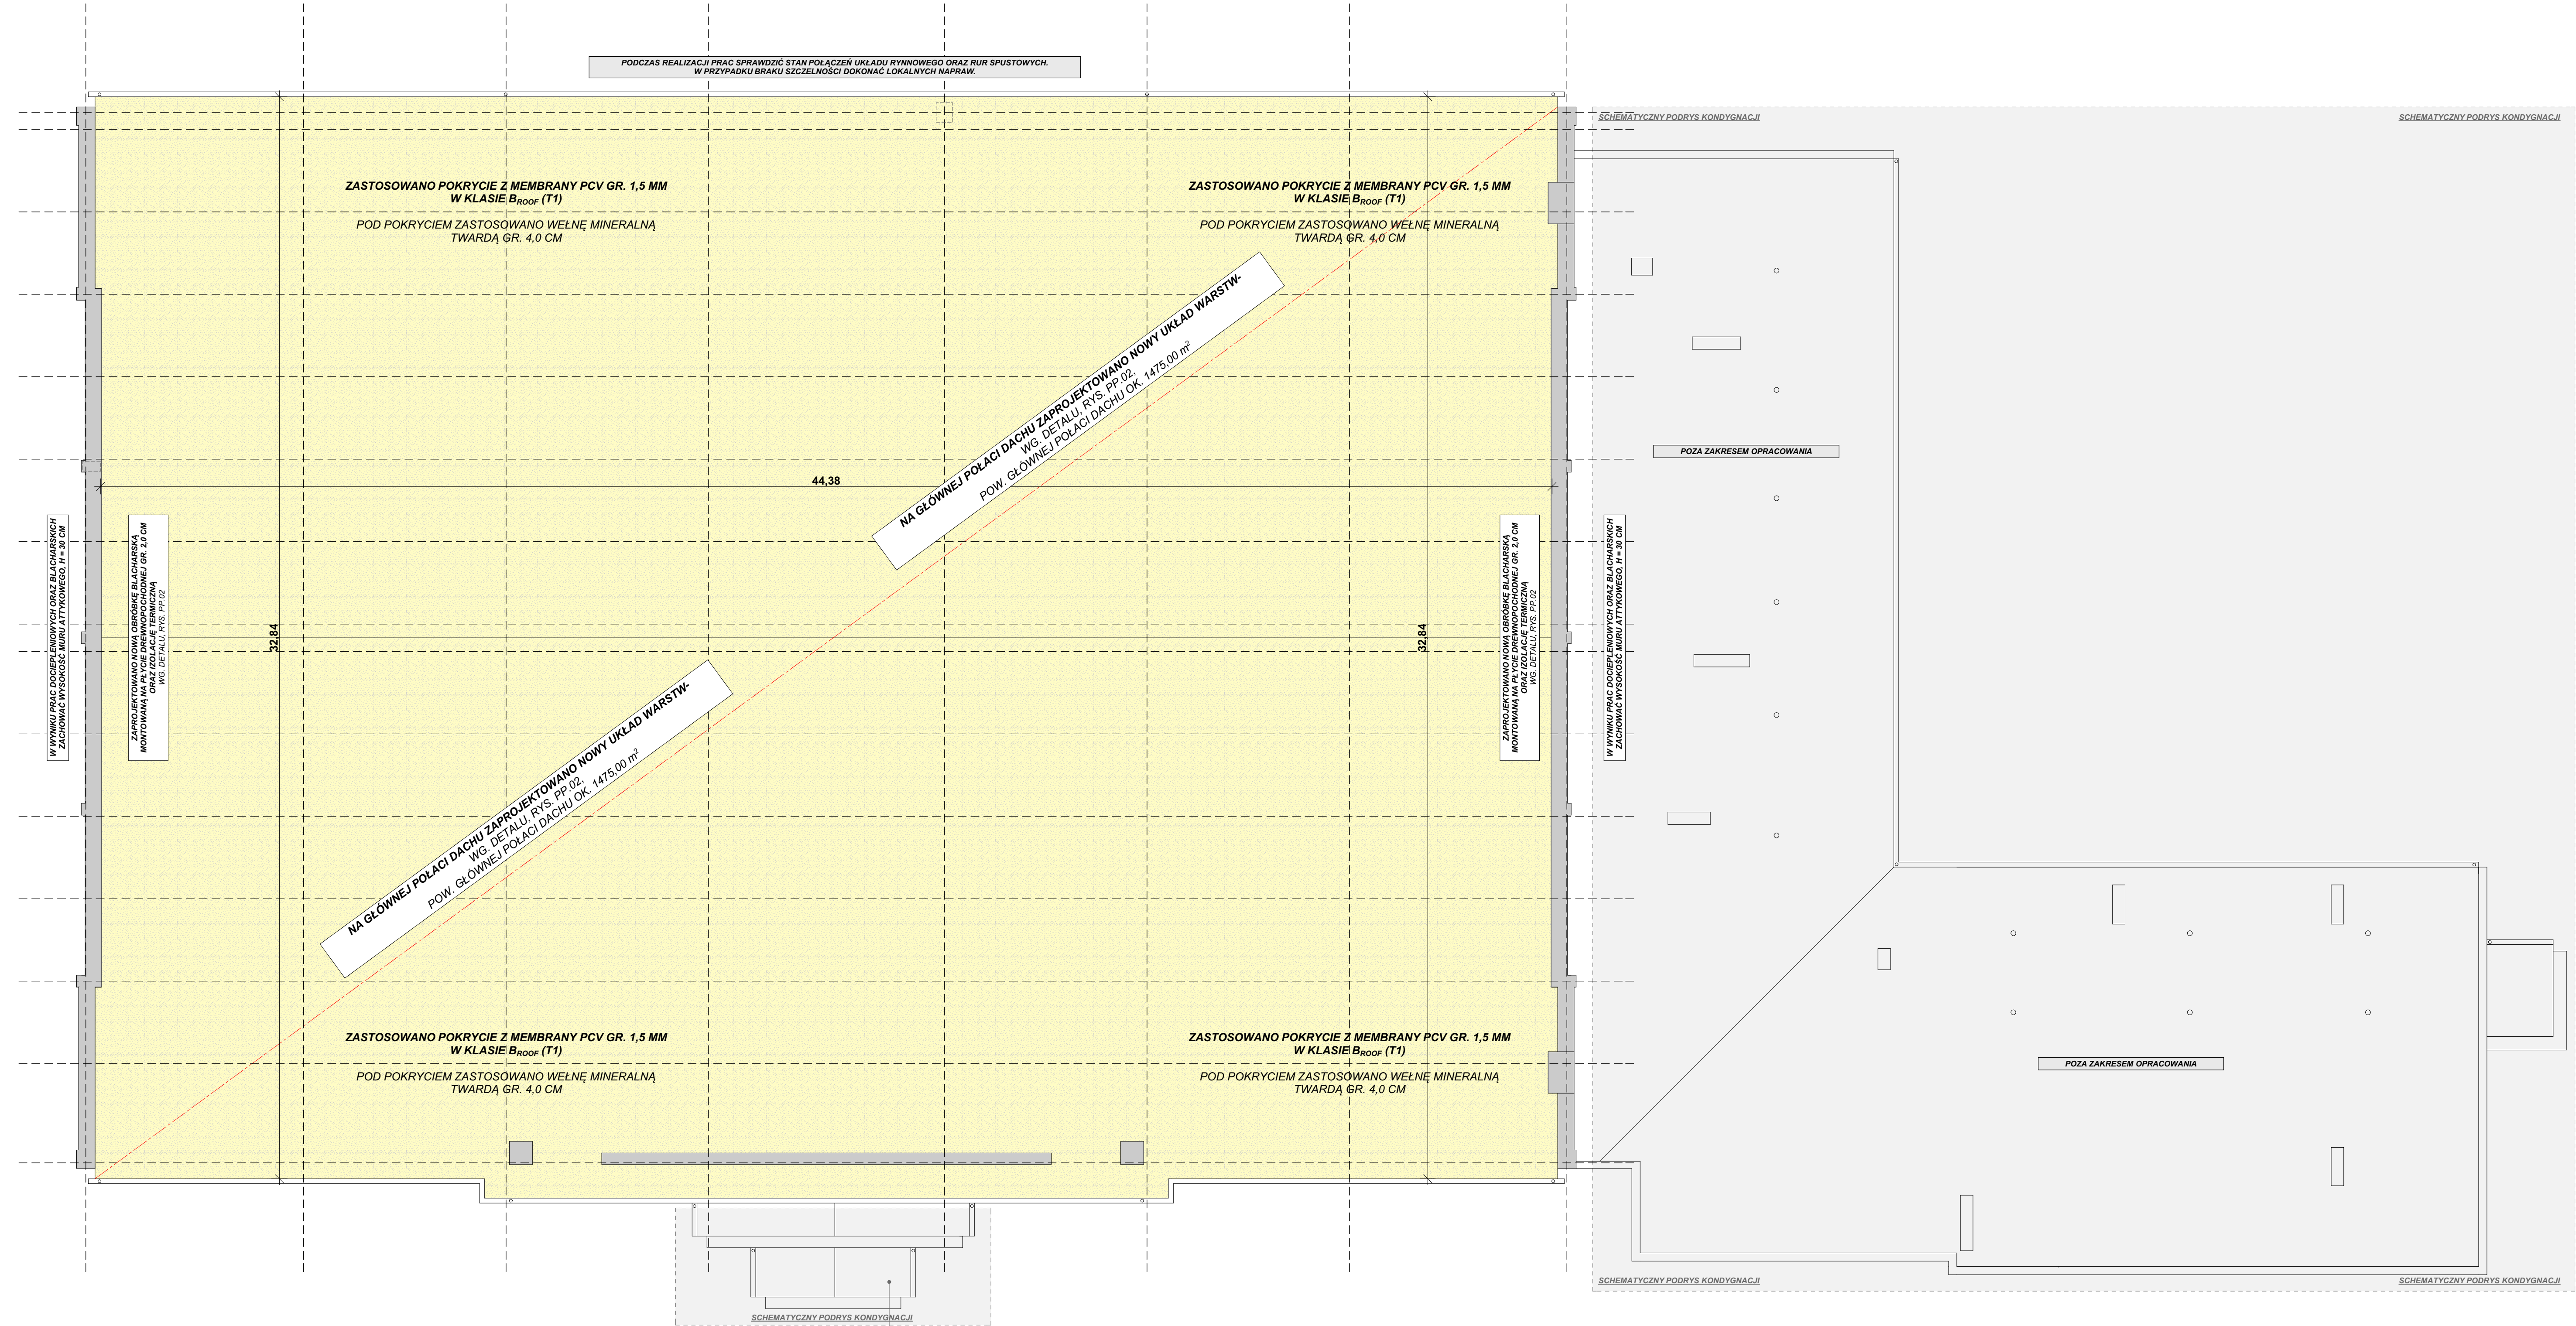 PODCZAS REALIZACJI PRAC SPRAWDZIĆ STAN POŁĄCZEŃ UKŁADU RYNNOWEGO ORAZ RUR SPUSTOWYCH.
W PRZYPADKU BRAKU SZCZELNOŚCI DOKONAĆ LOKALNYCH NAPRAW.
SCHEMATYCZNY PODRYS KONDYGNACJI
SCHEMATYCZNY PODRYS KONDYGNACJI
ZASTOSOWANO POKRYCIE Z MEMBRANY PCV GR. 1,5 MM
W KLASIE BROOF (T1)
POD POKRYCIEM ZASTOSOWANO WEŁNĘ MINERALNĄ
TWARDĄ GR. 4,0 CM
ZASTOSOWANO POKRYCIE Z MEMBRANY PCV GR. 1,5 MM
W KLASIE BROOF (T1)
POD POKRYCIEM ZASTOSOWANO WEŁNĘ MINERALNĄ
TWARDĄ GR. 4,0 CM
NA GŁÓWNEJ POŁACI DACHU ZAPROJEKTOWANO NOWY UKŁAD WARSTW-
WG. DETALU, RYS. PP.02,
POW. GŁÓWNEJ POŁACI DACHU OK. 1475,00 m²
POZA ZAKRESEM OPRACOWANIA
44,38
W WYNIKU PRAC DOCIEPLENIOWYCH ORAZ BLACHARSKICH
ZACHOWAĆ WYSOKOŚĆ MURU ATTYKOWEGO, H = 30 CM
ZAPROJEKTOWANO NOWĄ OBRÓBKĘ BLACHARSKĄ
MONTOWANĄ NA PŁYCIE DREWNOPOCHODNEJ GR. 2,0 CM
ORAZ IZOLACJĘ TERMICZNĄ
WG. DETALU, RYS. PP.02
32,84
32,84
ZAPROJEKTOWANO NOWĄ OBRÓBKĘ BLACHARSKĄ
MONTOWANĄ NA PŁYCIE DREWNOPOCHODNEJ GR. 2,0 CM
ORAZ IZOLACJĘ TERMICZNĄ
WG. DETALU, RYS. PP.02
W WYNIKU PRAC DOCIEPLENIOWYCH ORAZ BLACHARSKICH
ZACHOWAĆ WYSOKOŚĆ MURU ATTYKOWEGO, H = 30 CM
NA GŁÓWNEJ POŁACI DACHU ZAPROJEKTOWANO NOWY UKŁAD WARSTW-
WG. DETALU, RYS. PP.02,
POW. GŁÓWNEJ POŁACI DACHU OK. 1475,00 m²
ZASTOSOWANO POKRYCIE Z MEMBRANY PCV GR. 1,5 MM
W KLASIE BROOF (T1)
POD POKRYCIEM ZASTOSOWANO WEŁNĘ MINERALNĄ
TWARDĄ GR. 4,0 CM
ZASTOSOWANO POKRYCIE Z MEMBRANY PCV GR. 1,5 MM
W KLASIE BROOF (T1)
POD POKRYCIEM ZASTOSOWANO WEŁNĘ MINERALNĄ
TWARDĄ GR. 4,0 CM
POZA ZAKRESEM OPRACOWANIA
SCHEMATYCZNY PODRYS KONDYGNACJI
SCHEMATYCZNY PODRYS KONDYGNACJI
SCHEMATYCZNY PODRYS KONDYGNACJI